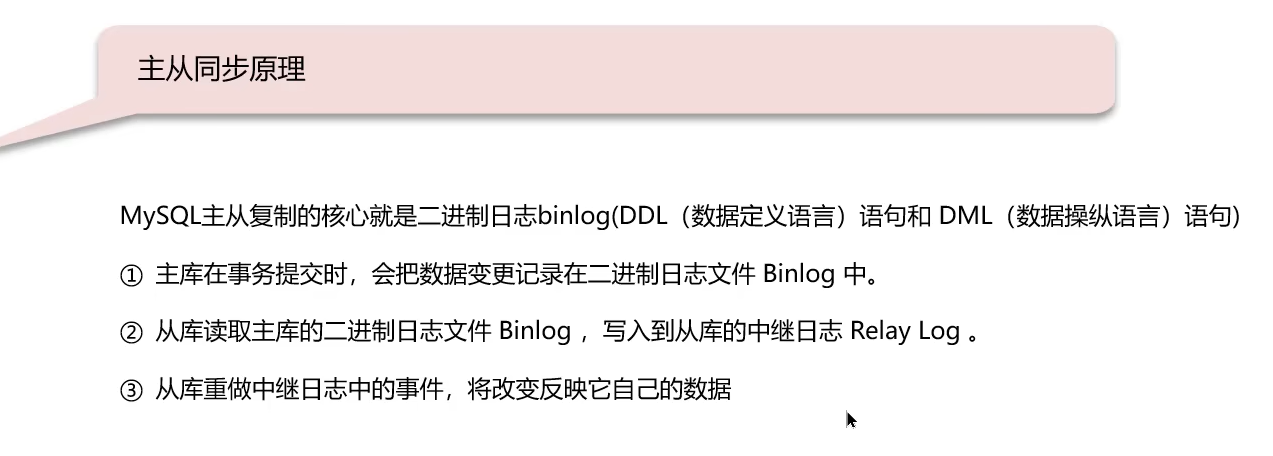 主从同步原理
MySQL主从复制的核心就是二进制日志binlog(DDL（数据定义语言）语句和 DML（数据操纵语言）语句)
① 主库在事务提交时，会把数据变更记录在二进制日志文件 Binlog 中。
② 从库读取主库的二进制日志文件 Binlog ，写入到从库的中继日志 Relay Log 。
③ 从库重做中继日志中的事件，将改变反映它自己的数据